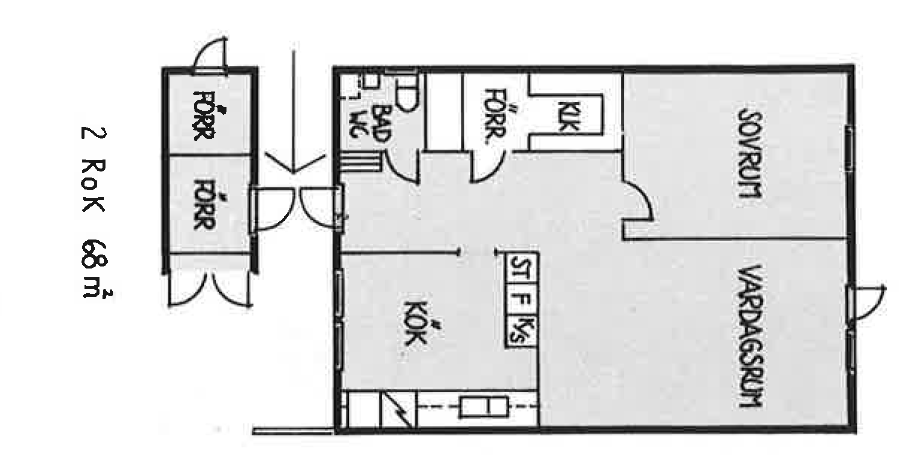 2 RoK 68 m²
FÖRR
FÖRR
BAD
WC
FÖRR.
KLK
SOVRUM
KÖK
ST
F
K/S
VARDAGSRUM